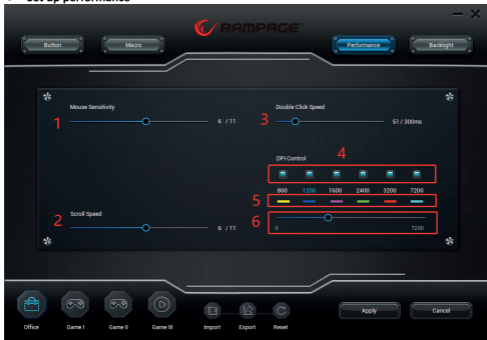 • Set up performance
RAMPAGE
Button
Macro
Performance
Backlight
Mouse Sensitivity
1
6 / 11
Double Click Speed
3
51 / 300ms
DPI Control
4
800 1200 1600 2400 3200 7200
5
Scroll Speed
2
6 / 11
6
0 7200
Office Game I Game II Game III Import Export Reset
Apply
Cancel